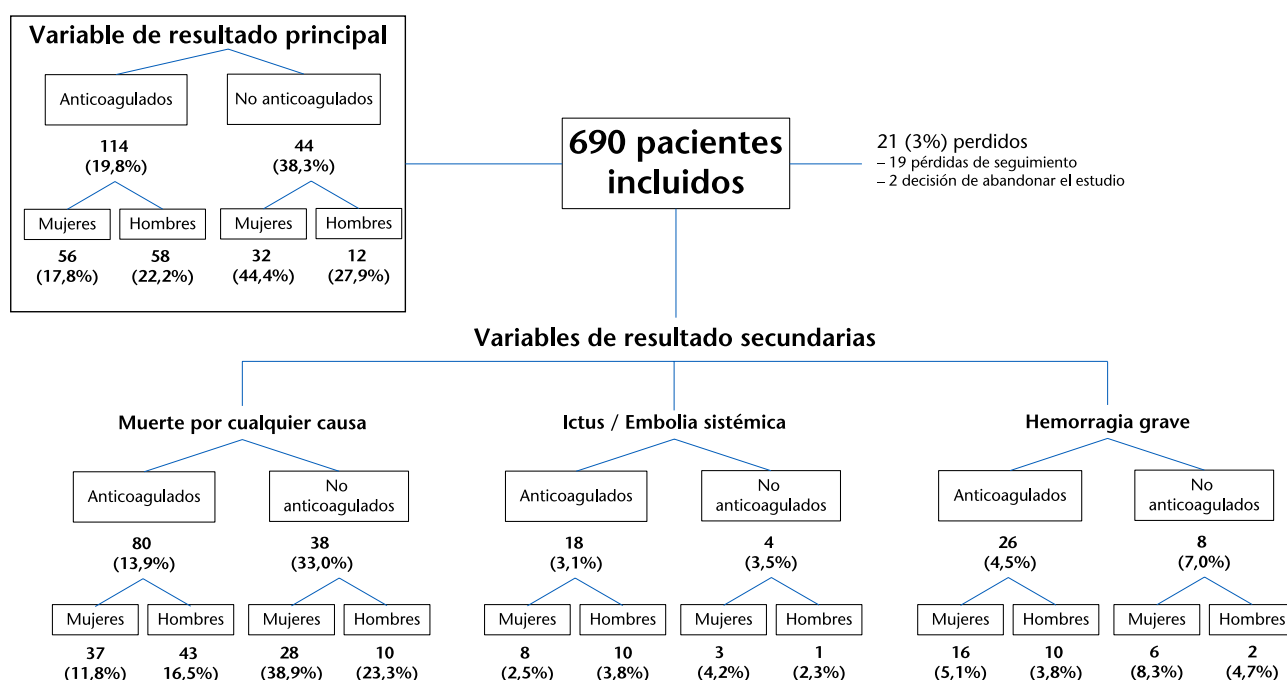 Variable de resultado principal
Anticoagulados
No anticoagulados
114
(19,8%)
44
(38,3%)
Mujeres
Hombres
Mujeres
Hombres
56
(17,8%)
58
(22,2%)
32
(44,4%)
12
(27,9%)
690 pacientes
incluidos
21 (3%) perdidos
– 19 pérdidas de seguimiento
– 2 decisión de abandonar el estudio
Variables de resultado secundarias
Muerte por cualquier causa
Anticoagulados
No
anticoagulados
80
(13,9%)
38
(33,0%)
Mujeres
Hombres
Mujeres
Hombres
37
(11,8%)
43
16,5%)
28
(38,9%)
10
(23,3%)
Ictus / Embolia sistémica
Anticoagulados
No
anticoagulados
18
(3,1%)
4
(3,5%)
Mujeres
Hombres
Mujeres
Hombres
8
(2,5%)
10
(3,8%)
3
(4,2%)
1
(2,3%)
Hemorragia grave
Anticoagulados
No
anticoagulados
26
(4,5%)
8
(7,0%)
Mujeres
Hombres
Mujeres
Hombres
16
(5,1%)
10
(3,8%)
6
(8,3%)
2
(4,7%)